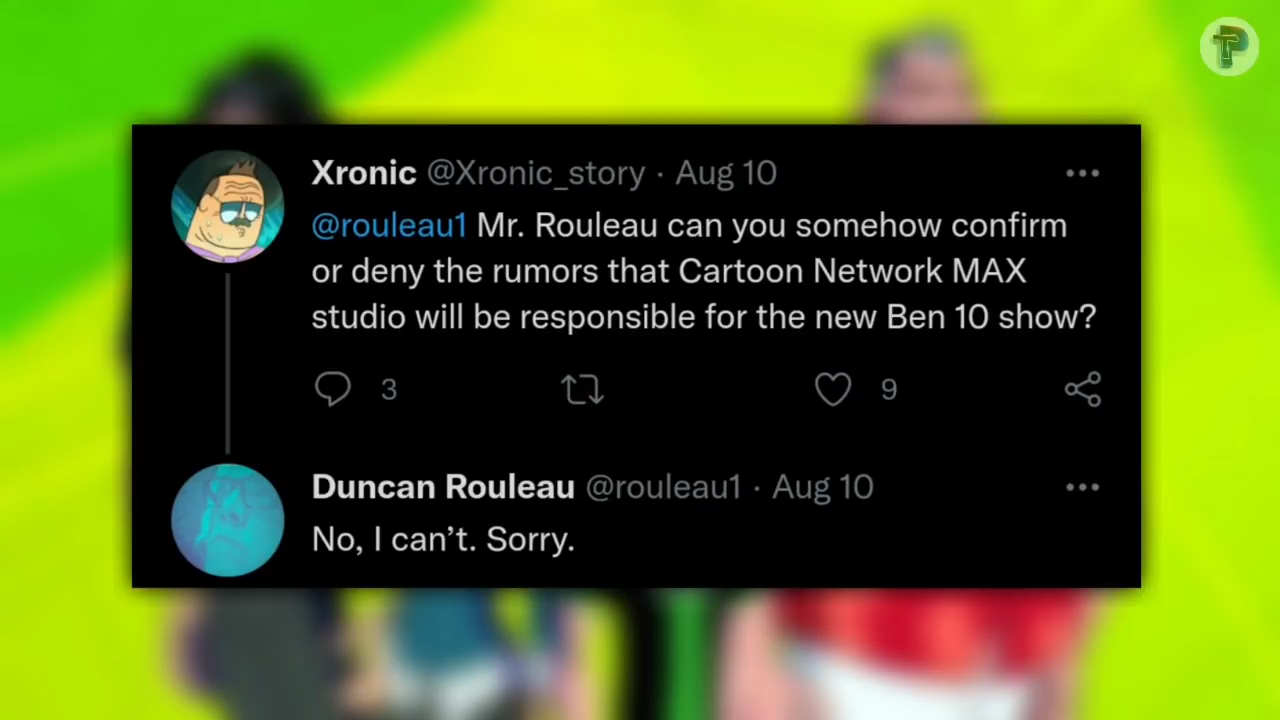 Xronic @Xronic_story · Aug 10
@rouleau1 Mr. Rouleau can you somehow confirm
or deny the rumors that Cartoon Network MAX
studio will be responsible for the new Ben 10 show?
3 9
Duncan Rouleau @rouleau1 · Aug 10
No, I can’t. Sorry.